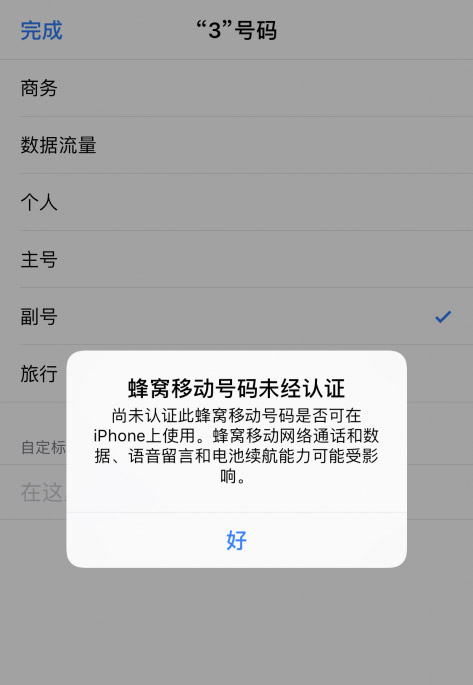 完成 “3”号码
商务
数据流量
个人
主号
副号
旅行
蜂窝移动号码未经认证
尚未认证此蜂窝移动号码是否可在
iPhone上使用。蜂窝移动网络通话和数
据、语音留言和电池续航能力可能受影
响。
自定标
在这
好